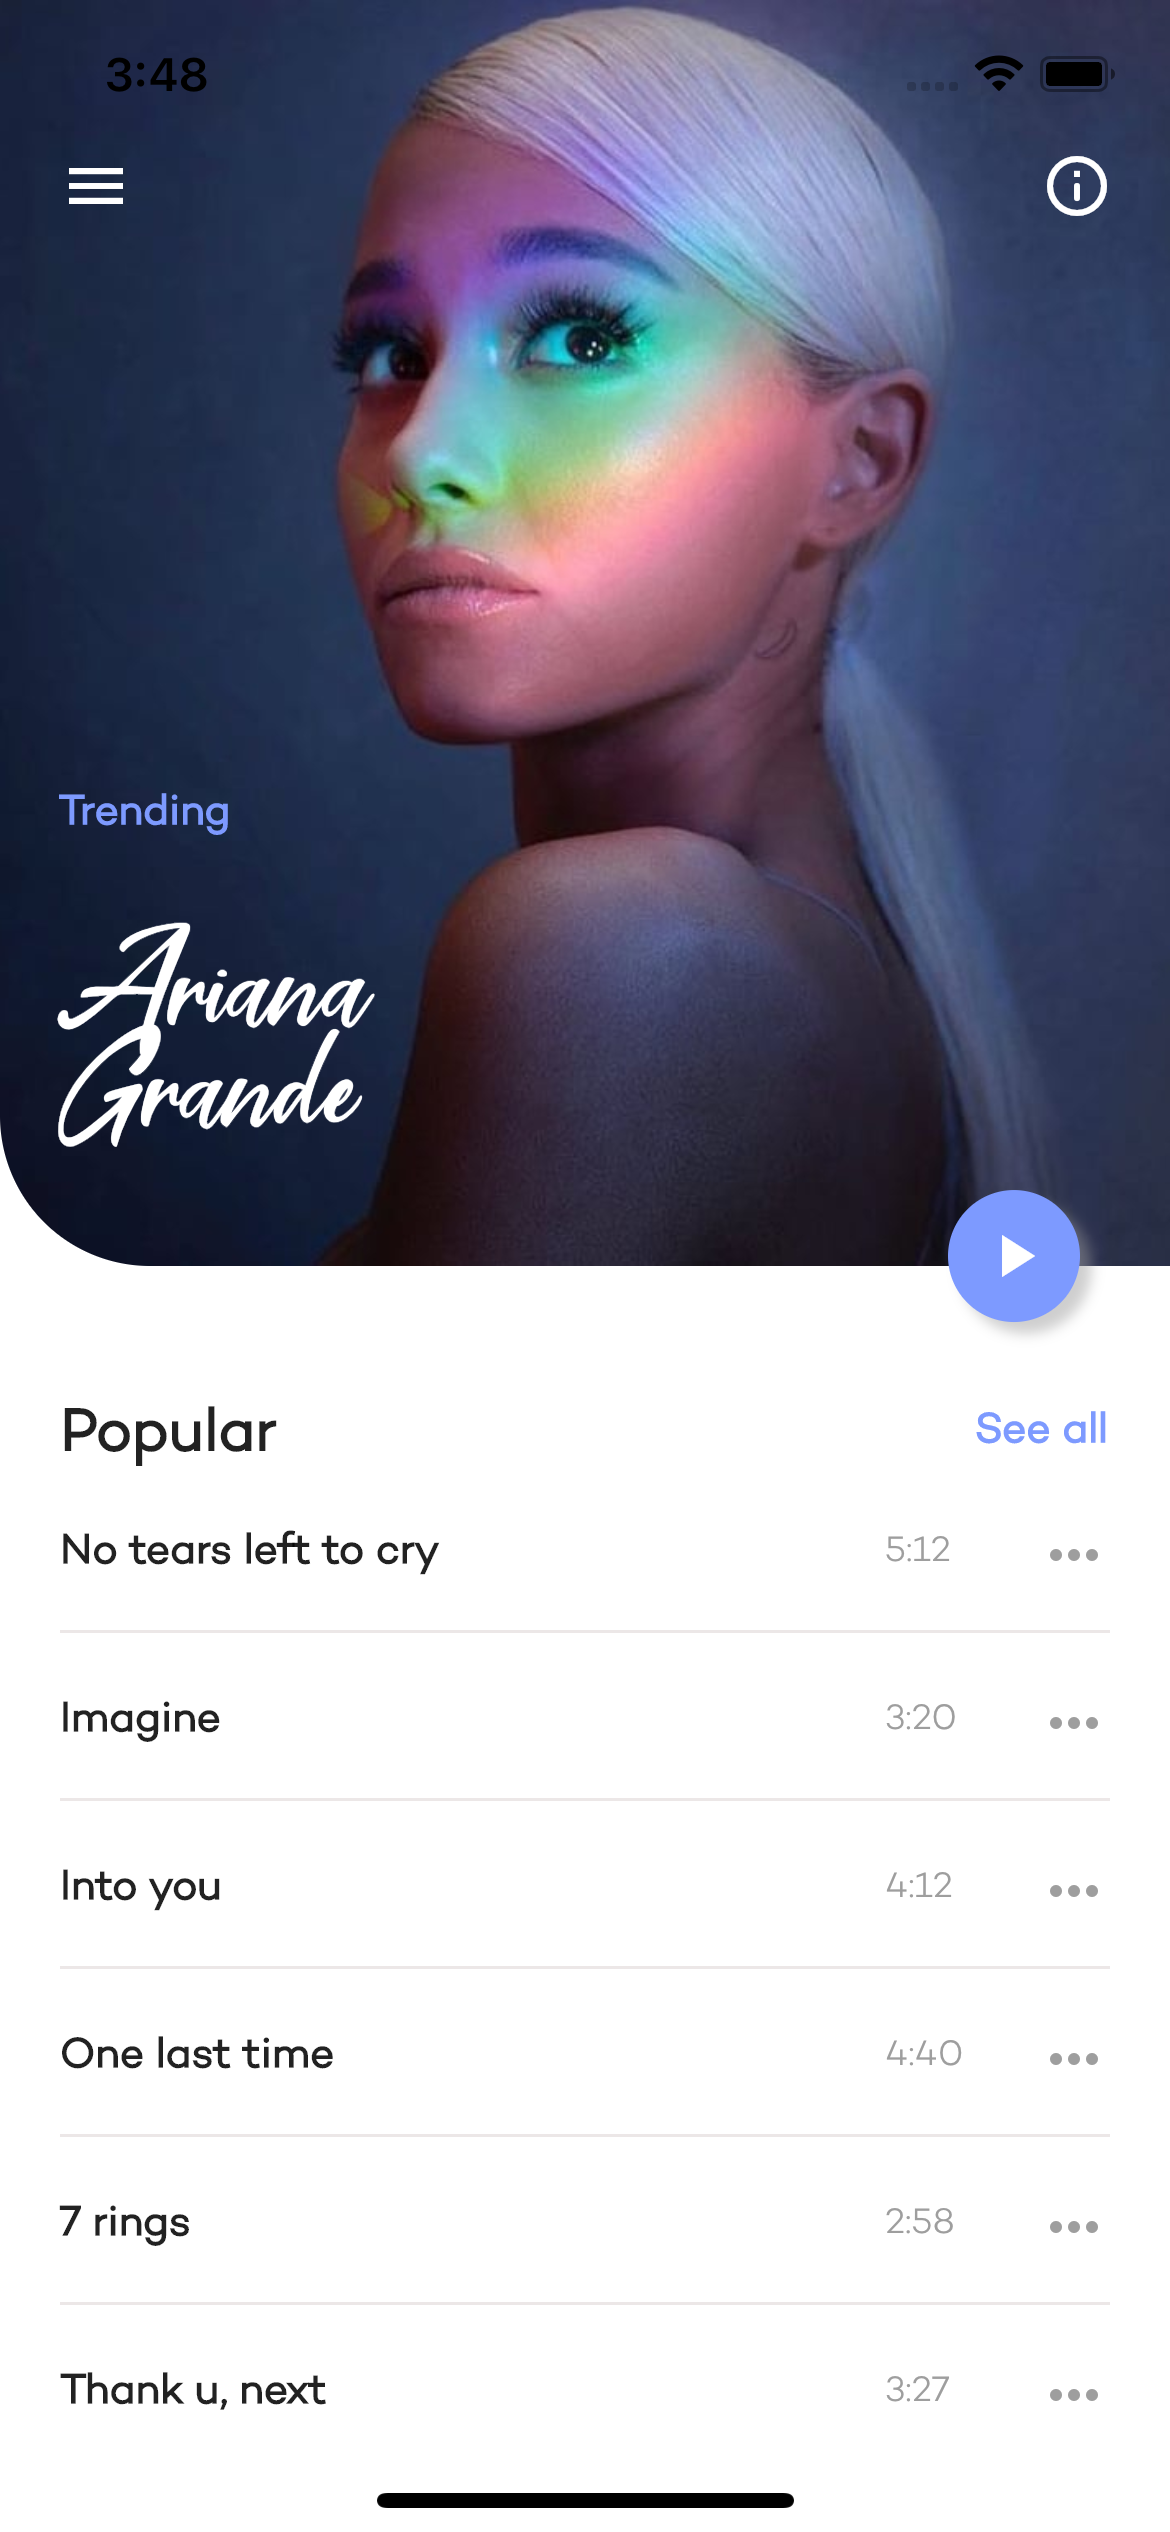 3:48
Trending
Ariana
Grande
Popular See all
No tears left to cry 5:12
Imagine 3:20
Into you 4:12
One last time 4:40
7 rings 2:58
Thank u, next 3:27